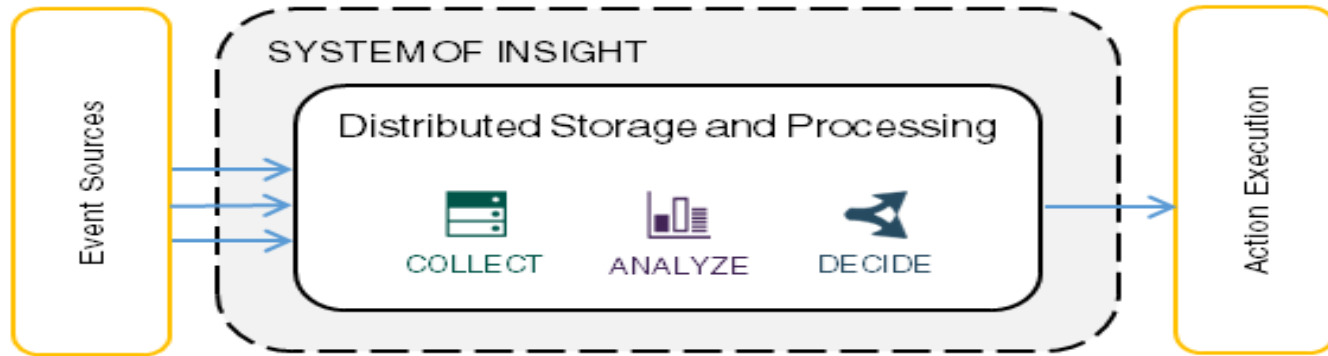 Event Sources
SYSTEM OF INSIGHT
Distributed Storage and Processing
COLLECT
ANALYZE
DECIDE
Action Execution